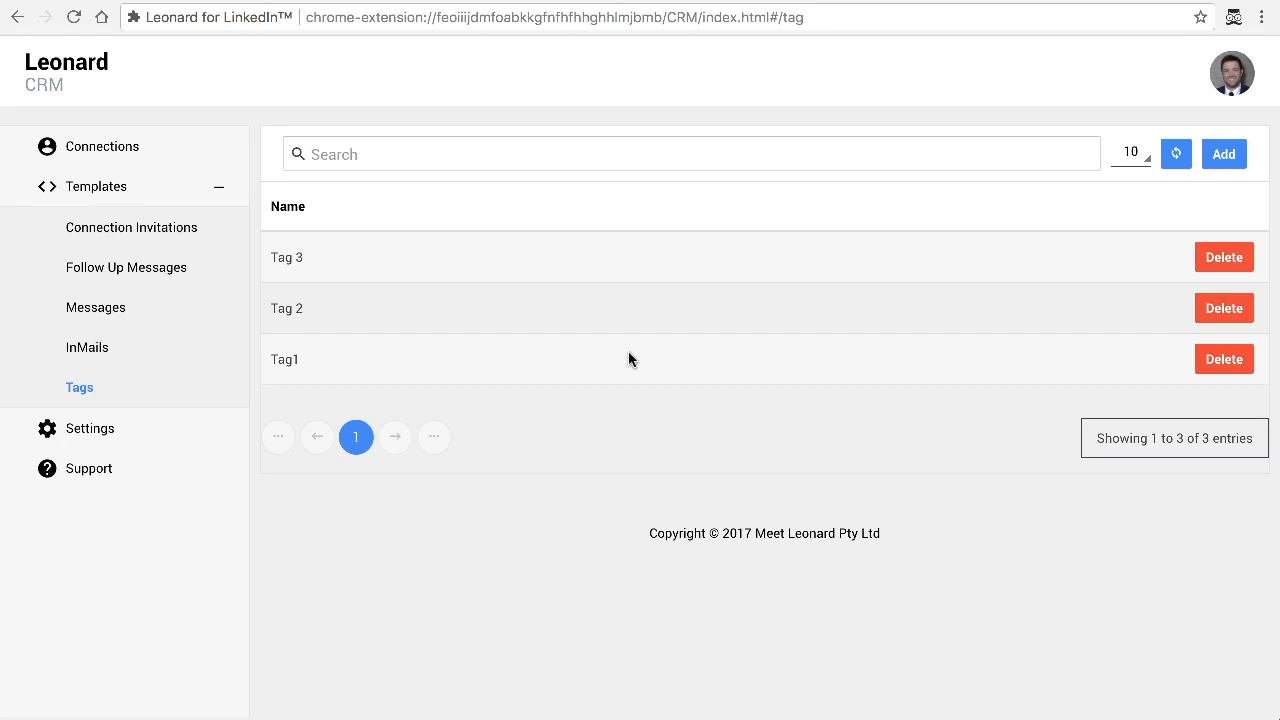 Leonard for LinkedIn™ chrome-extension://feoiiijdmfoabkkgfnfhfhhghhlmjbmb/CRM/index.html#/tag
Leonard
CRM
Connections
Templates
Connection Invitations
Follow Up Messages
Messages
InMails
Tags
Settings
Support
Search
10
Add
Name
Tag 3 Delete
Tag 2 Delete
Tag1 Delete
1
Showing 1 to 3 of 3 entries
Copyright © 2017 Meet Leonard Pty Ltd